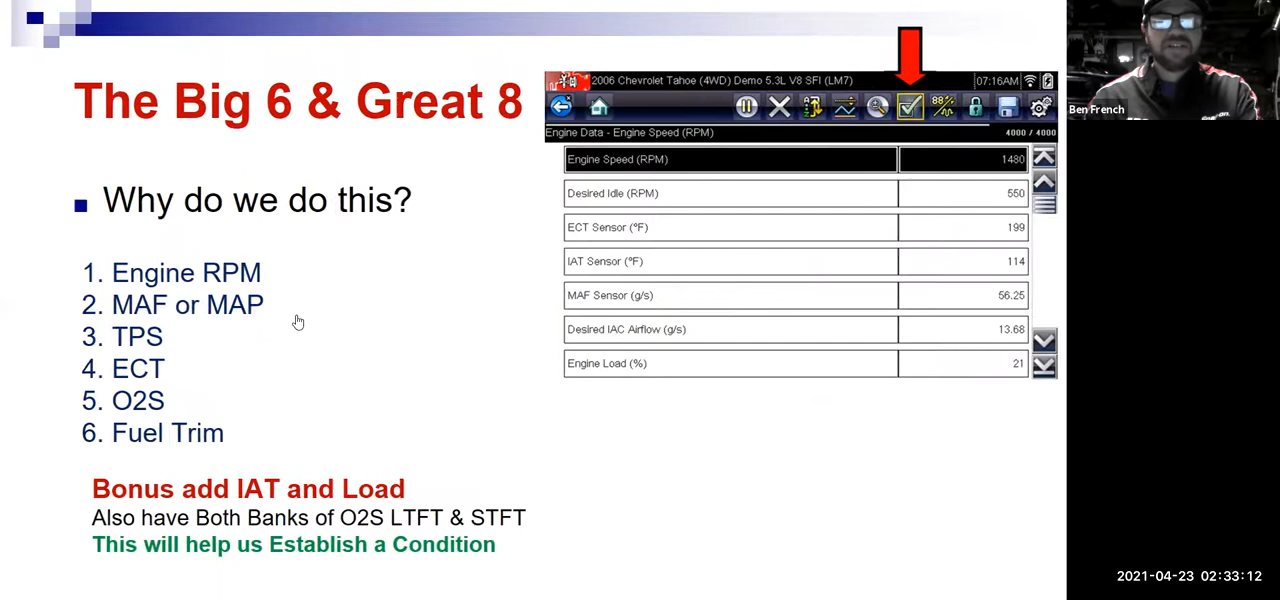 The Big 6 & Great 8
Why do we do this?
1. Engine RPM
2. MAF or MAP
3. TPS
4. ECT
5. O2S
6. Fuel Trim
Bonus add IAT and Load
Also have Both Banks of O2S LTFT & STFT
This will help us Establish a Condition
2006 Chevrolet Tahoe (4WD) Demo 5.3L V8 SFI (LM7) 07:16AM
Engine Data - Engine Speed (RPM) 4000 / 4000
Engine Speed (RPM) 1480
Desired Idle (RPM) 550
ECT Sensor (°F) 199
IAT Sensor (°F) 114
MAF Sensor (g/s) 56.25
Desired IAC Airflow (g/s) 13.68
Engine Load (%) 21
Ben French
2021-04-23 02:33:12